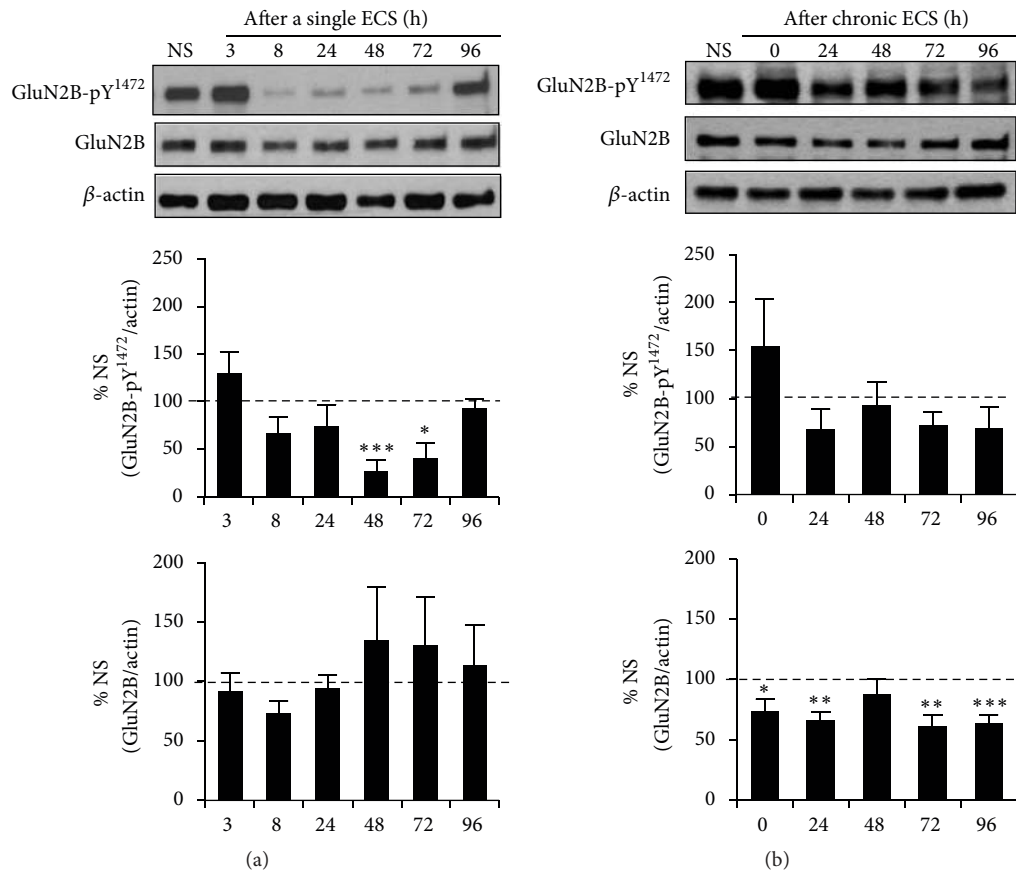 After a single ECS (h)
NS 3 8 24 48 72 96
GluN2B-pY¹⁴⁷²
GluN2B
β-actin
250
200
150
100
50
0
% NS
(GluN2B-pY¹⁴⁷²/actin)
*** *
3 8 24 48 72 96
200
150
100
50
0
% NS
(GluN2B/actin)
3 8 24 48 72 96
(a)
After chronic ECS (h)
NS 0 24 48 72 96
GluN2B-pY¹⁴⁷²
GluN2B
β-actin
250
200
150
100
50
0
% NS
(GluN2B-pY¹⁴⁷²/actin)
0 24 48 72 96
200
150
100
50
0
% NS
(GluN2B/actin)
* ** ** ***
0 24 48 72 96
(b)